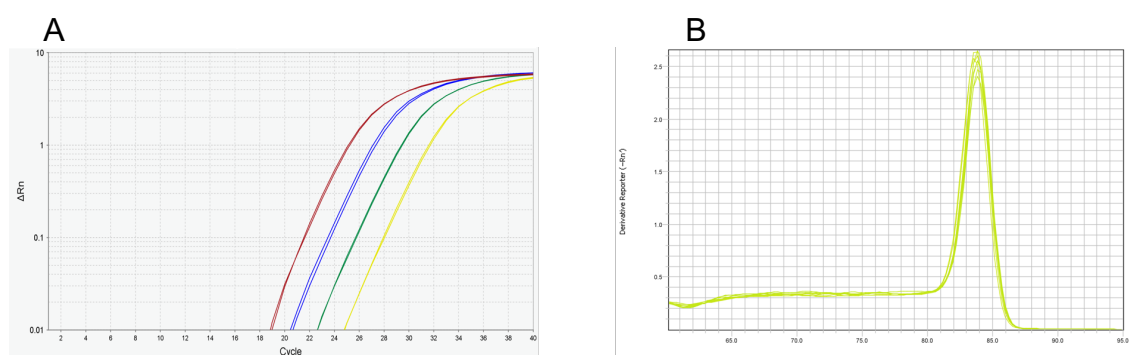 A
B
10
1
0.1
0.01
ΔRn
2 4 6 8 10 12 14 16 18 20 22 24 26 28 30 32 34 36 38 40
Cycle
2.5
2.0
1.5
1.0
0.5
Derivative Reporter (-Rn')
65.0 70.0 75.0 80.0 85.0 90.0 95.0